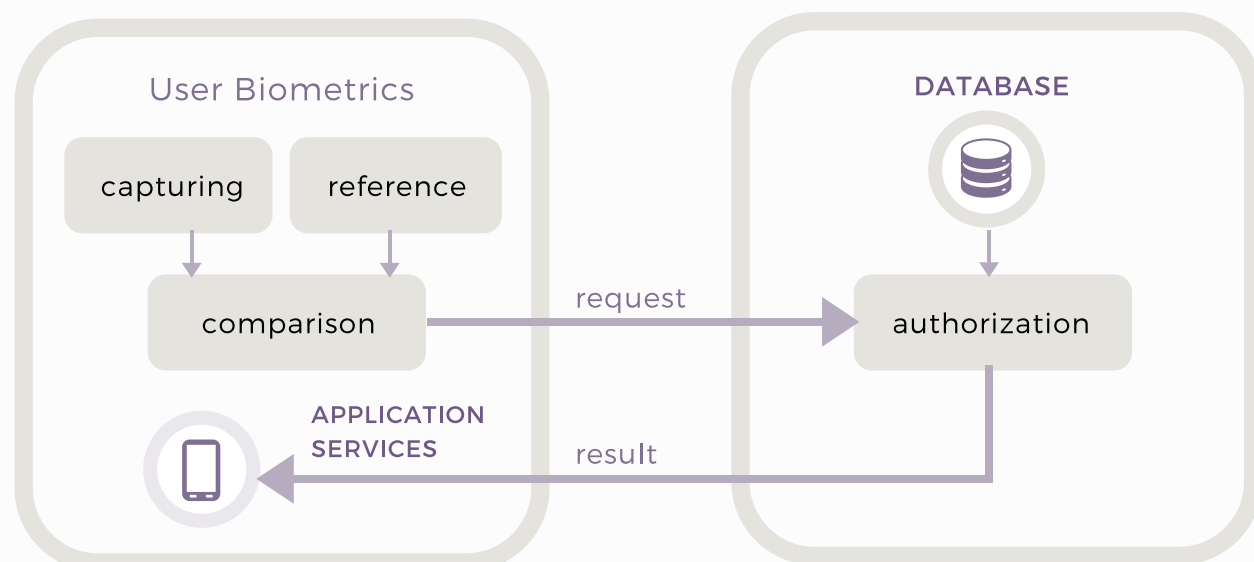 User Biometrics
capturing
reference
comparison
APPLICATION
SERVICES
request
result
DATABASE
authorization